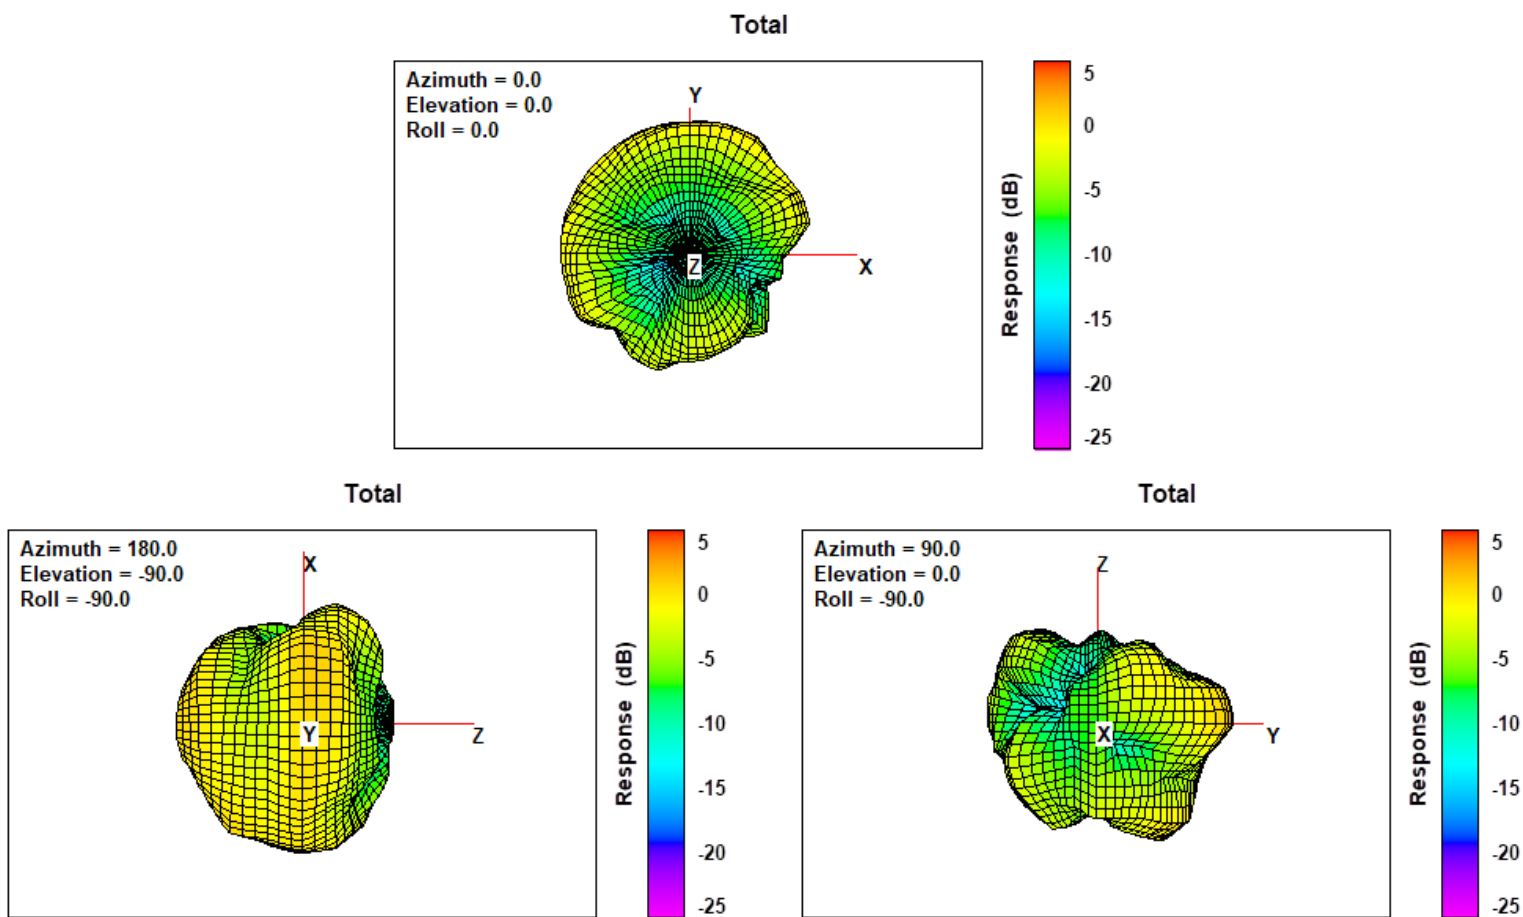 Total
Azimuth = 0.0
Elevation = 0.0
Roll = 0.0
Y
X
Z
Response (dB)
5
0
-5
-10
-15
-20
-25
Total
Azimuth = 180.0
Elevation = -90.0
Roll = -90.0
X
Y
Z
Response (dB)
5
0
-5
-10
-15
-20
-25
Total
Azimuth = 90.0
Elevation = 0.0
Roll = -90.0
Z
X
Y
Response (dB)
5
0
-5
-10
-15
-20
-25